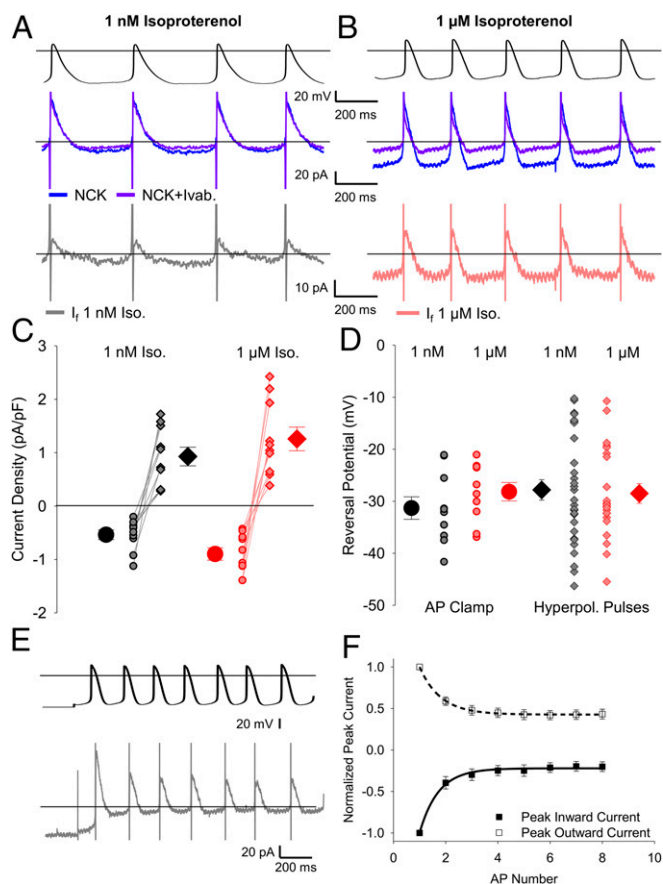 A
1 nM Isoproterenol
B
1 µM Isoproterenol
20 mV
200 ms
20 pA
200 ms
NCK
NCK+Ivab.
10 pA
200 ms
I_f 1 nM Iso.
I_f 1 µM Iso.
C
1 nM Iso.
1 µM Iso.
3
2
1
0
-1
-2
Current Density (pA/pF)
D
1 nM
1 µM
1 nM
1 µM
-10
-20
-30
-40
-50
Reversal Potential (mV)
AP Clamp
Hyperpol. Pulses
E
20 mV
20 pA
200 ms
F
1.0
0.5
0.0
-0.5
-1.0
Normalized Peak Current
Peak Inward Current
Peak Outward Current
0
2
4
6
8
10
AP Number